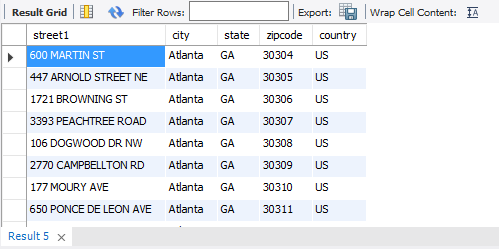 Result Grid Filter Rows: Export: Wrap Cell Content: IA
street1 city state zipcode country
600 MARTIN ST Atlanta GA 30304 US
447 ARNOLD STREET NE Atlanta GA 30305 US
1721 BROWNING ST Atlanta GA 30306 US
3393 PEACHTREE ROAD Atlanta GA 30307 US
106 DOGWOOD DR NW Atlanta GA 30308 US
2770 CAMPBELLTON RD Atlanta GA 30309 US
177 MOURY AVE Atlanta GA 30310 US
650 PONCE DE LEON AVE Atlanta GA 30311 US
Result 5 ×